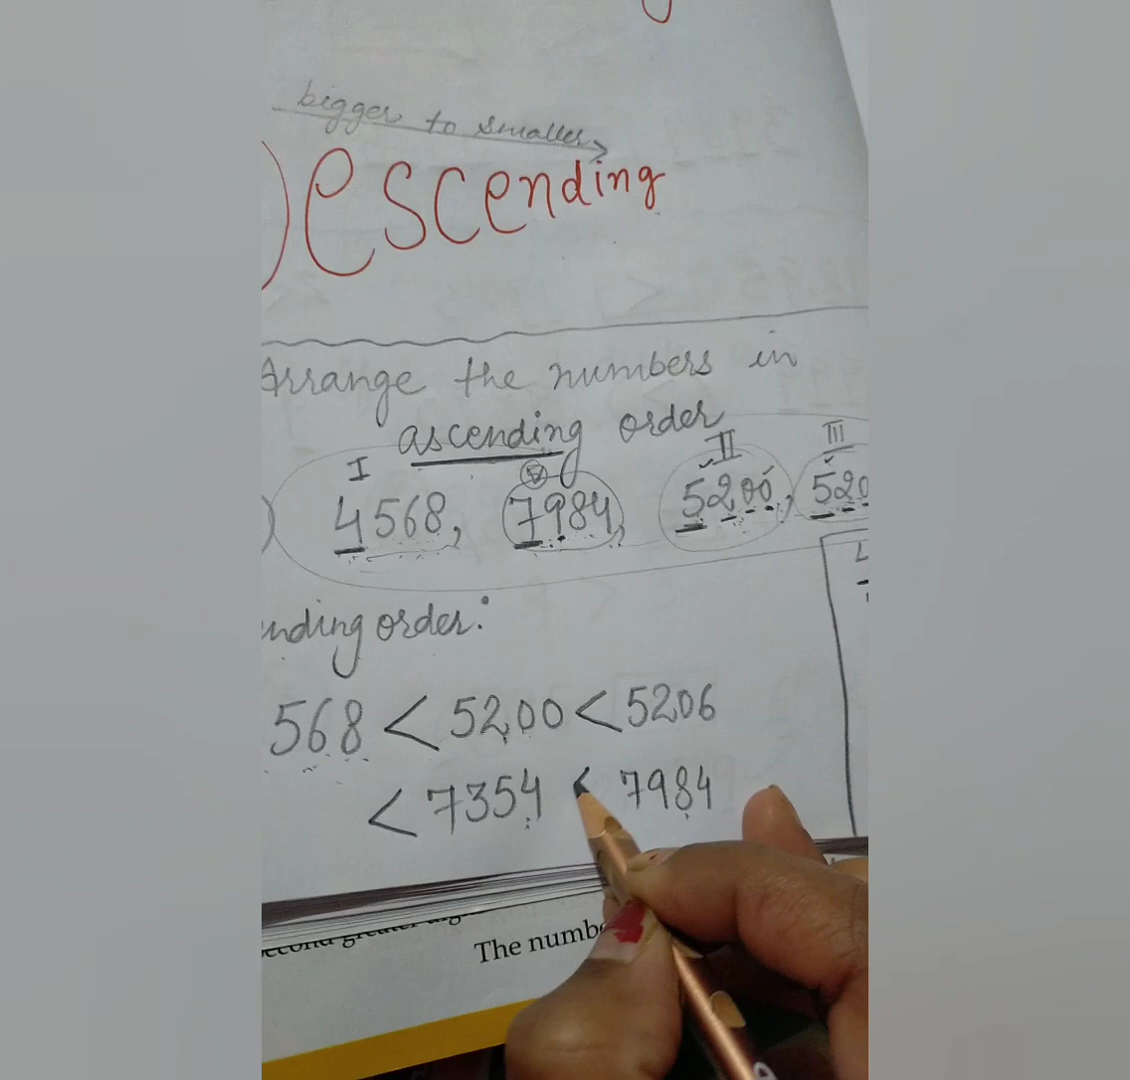 bigger to smaller
Descending
Arrange the numbers in
ascending order
I V II III
4568, 7984, 5200, 520
nding order:
568 < 5200 < 5206
< 7354 < 7984
The numb